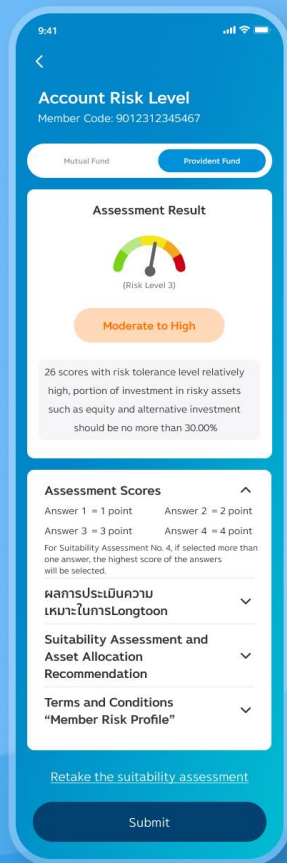 9:41
Account Risk Level
Member Code: 9012312345467
Mutual Fund
Provident Fund
Assessment Result
(Risk Level 3)
Moderate to High
26 scores with risk tolerance level relatively
high, portion of investment in risky assets
such as equity and alternative investment
should be no more than 30.00%
Assessment Scores
Answer 1 = 1 point Answer 2 = 2 point
Answer 3 = 3 point Answer 4 = 4 point
For Suitability Assessment No. 4, if selected more than
one answer, the highest score of the answers
will be selected.
ผลการประเมินความ
เหมาะในการLongtoon
Suitability Assessment and
Asset Allocation
Recommendation
Terms and Conditions
“Member Risk Profile”
Retake the suitability assessment
Submit